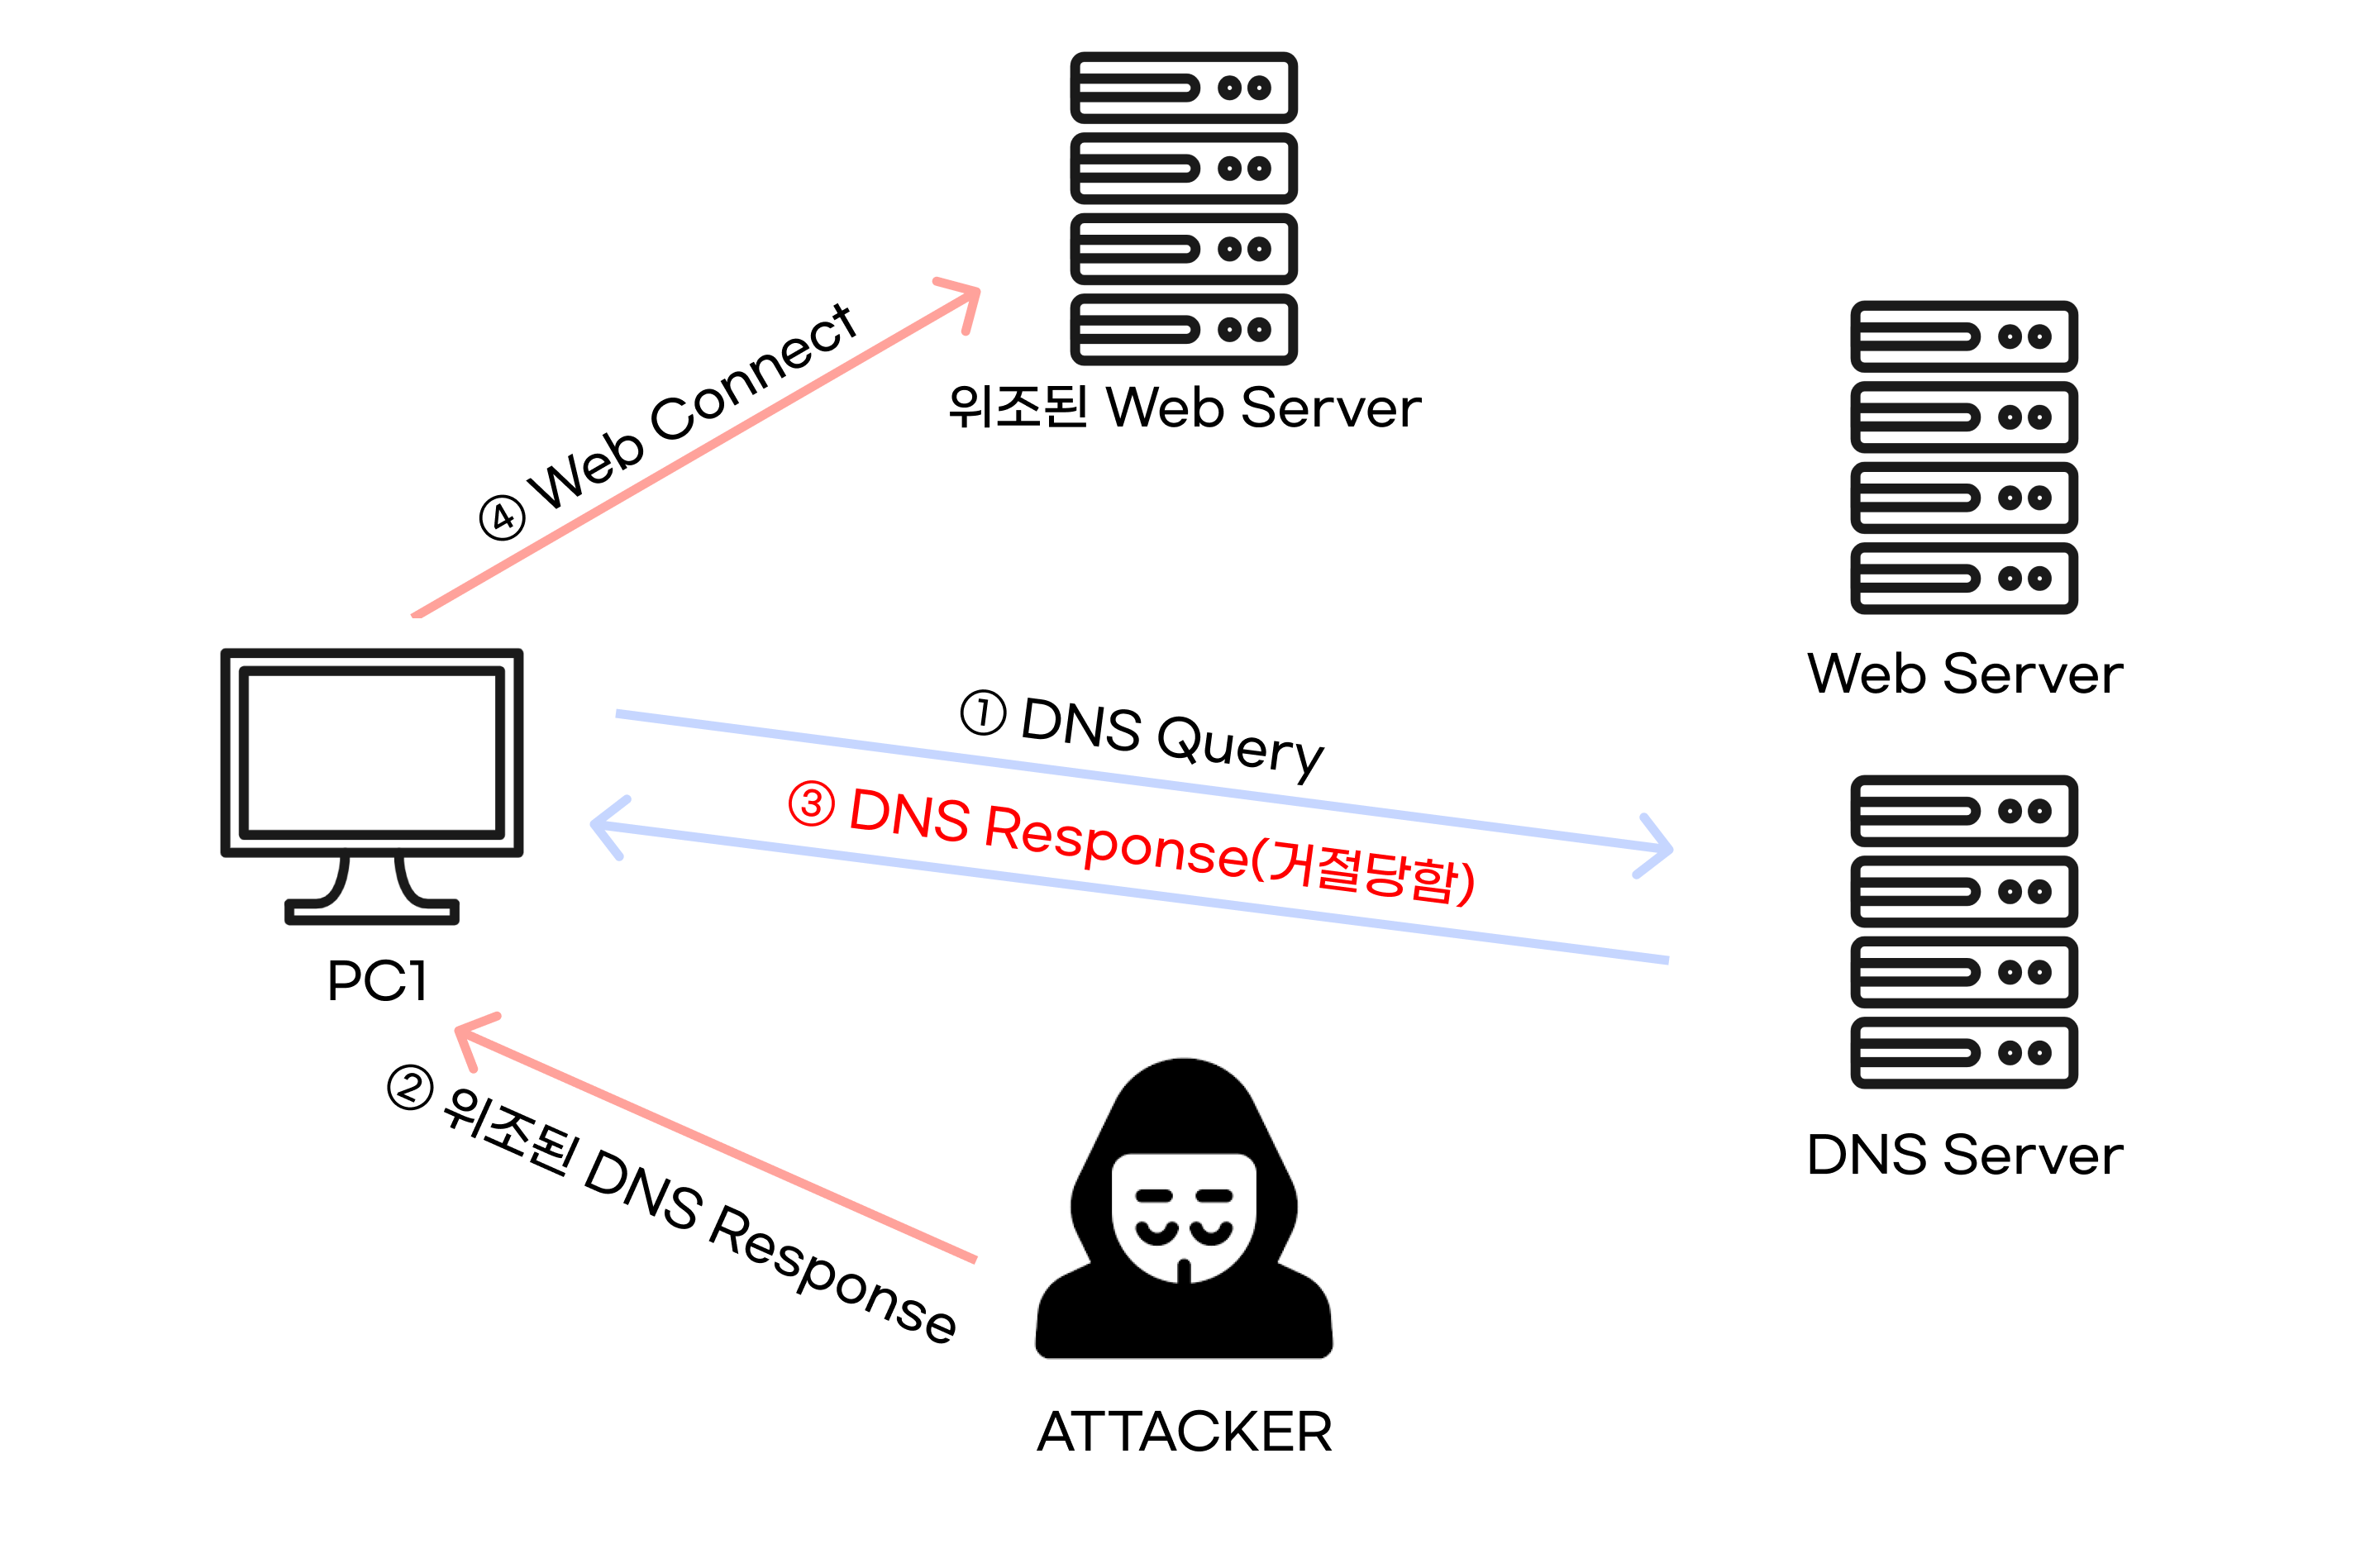 위조된 Web Server
④ Web Connect
Web Server
① DNS Query
③ DNS Response(거절당함)
PC1
② 위조된 DNS Response
DNS Server
ATTACKER